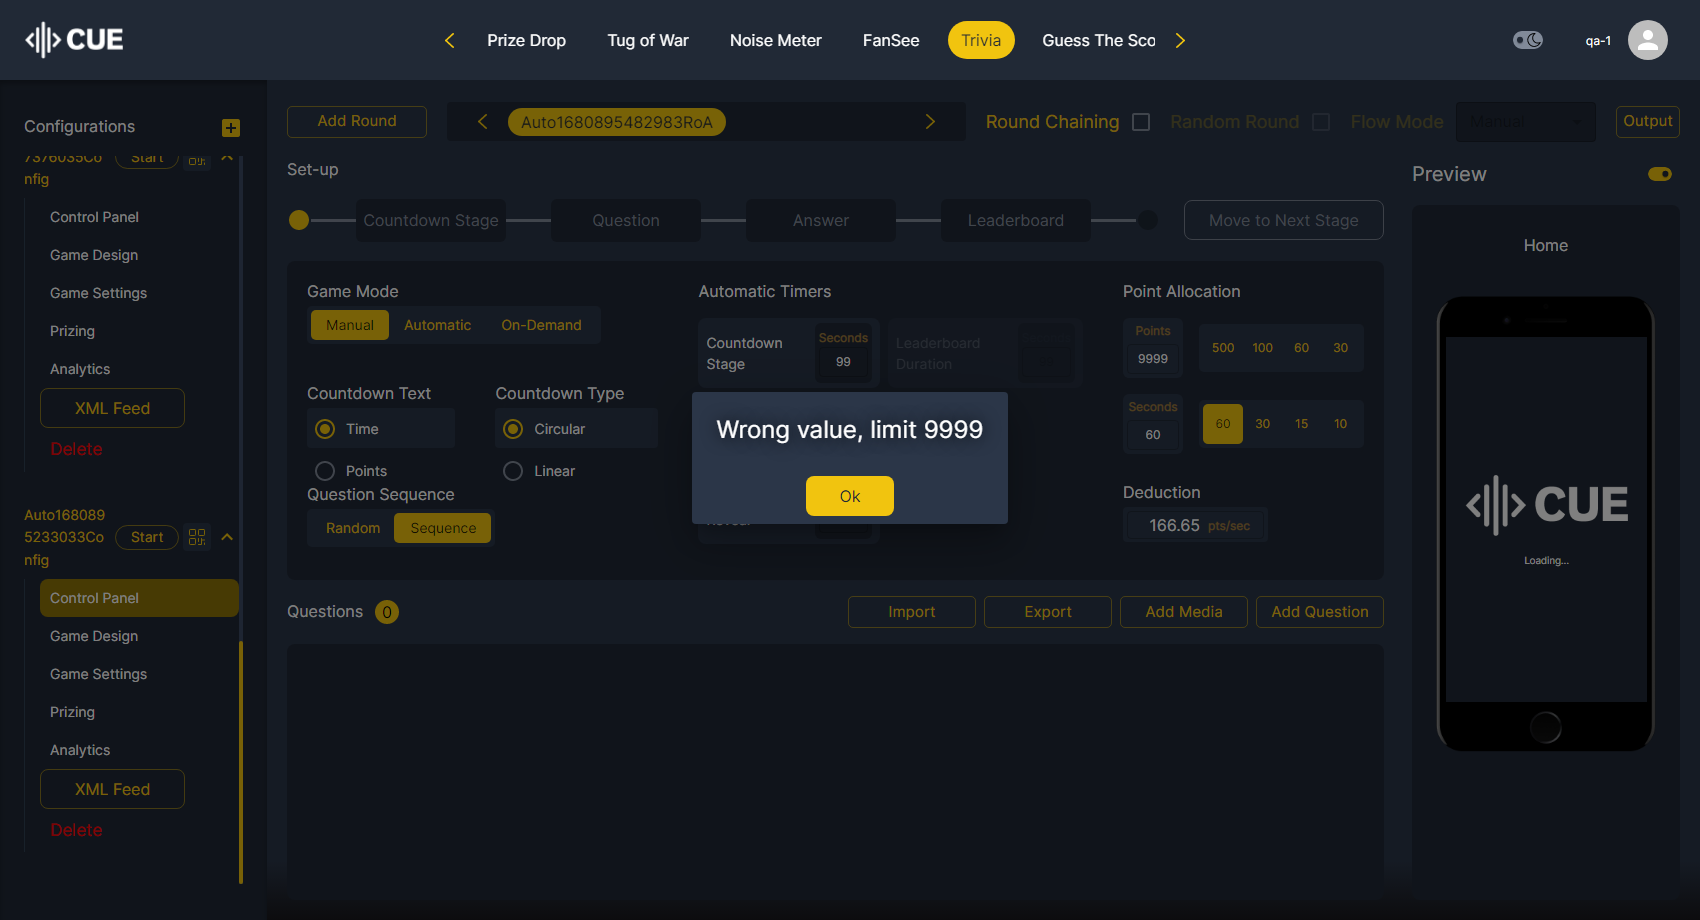 CUE
Prize Drop
Tug of War
Noise Meter
FanSee
Trivia
Guess The Sco
qa-1
Configurations
7376035Co
nfig
Start
Control Panel
Game Design
Game Settings
Prizing
Analytics
XML Feed
Delete
Auto168089
5233033Co
nfig
Start
Control Panel
Game Design
Game Settings
Prizing
Analytics
XML Feed
Delete
Add Round
Auto1680895482983RoA
Round Chaining
Random Round
Flow Mode
Manual
Output
Set-up
Countdown Stage
Question
Answer
Leaderboard
Move to Next Stage
Game Mode
Manual
Automatic
On-Demand
Countdown Text
Time
Points
Countdown Type
Circular
Linear
Question Sequence
Random
Sequence
Automatic Timers
Countdown
Stage
Seconds
99
Leaderboard
Duration
Wrong value, limit 9999
Ok
Point Allocation
Points
9999
500
100
60
30
Seconds
60
60
30
15
10
Deduction
166.65 pts/sec
Questions 0
Import
Export
Add Media
Add Question
Preview
Home
CUE
Loading...